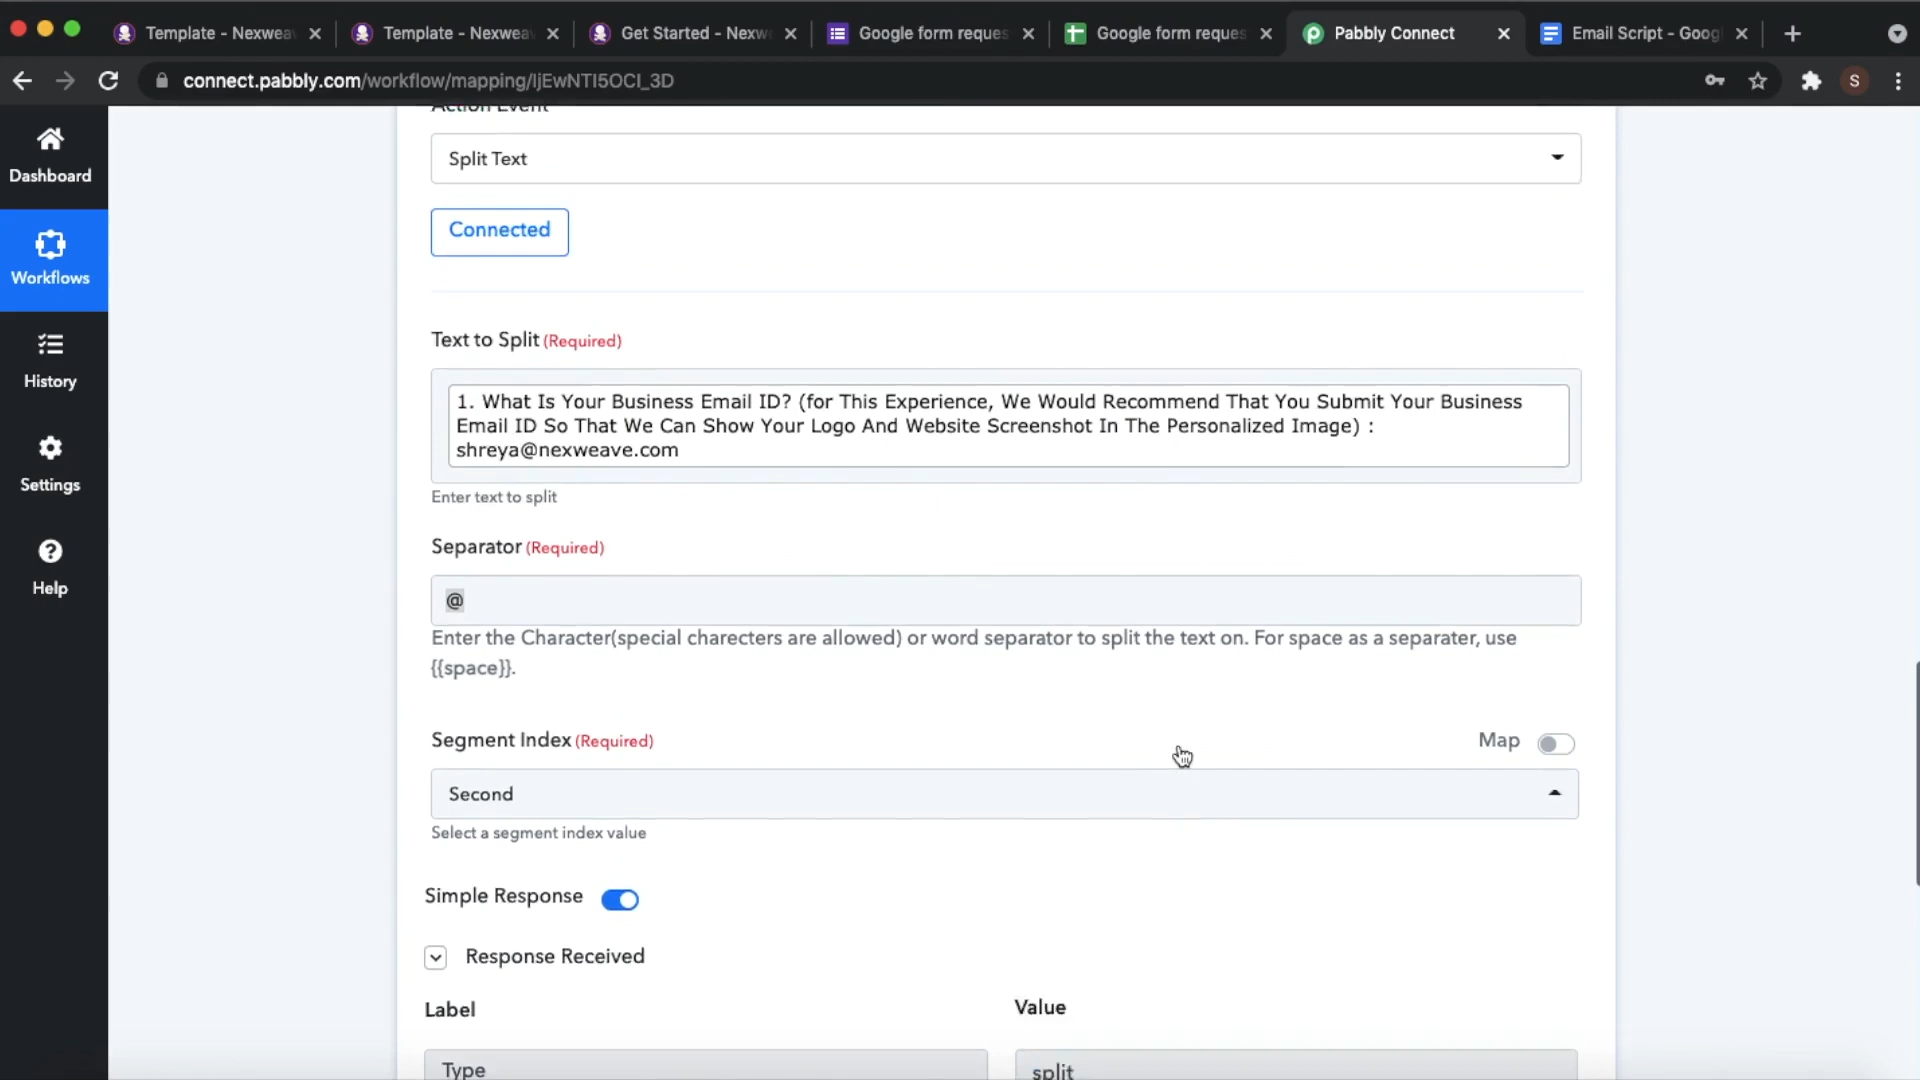 Template - Nexwea
Template - Nexwea
Get Started - Nexw
Google form reques
Google form reques
Pabbly Connect
Email Script - Goog
connect.pabbly.com/workflow/mapping/IjEwNTI5OCI_3D
S
Action Event
Dashboard
Workflows
History
Settings
Help
Split Text
Connected
Text to Split (Required)
1. What Is Your Business Email ID? (for This Experience, We Would Recommend That You Submit Your Business
Email ID So That We Can Show Your Logo And Website Screenshot In The Personalized Image) :
shreya@nexweave.com
Enter text to split
Separator (Required)
@
Enter the Character(special charecters are allowed) or word separator to split the text on. For space as a separater, use
{{space}}.
Segment Index (Required)
Map
Second
Select a segment index value
Simple Response
Response Received
Label
Value
Type
split